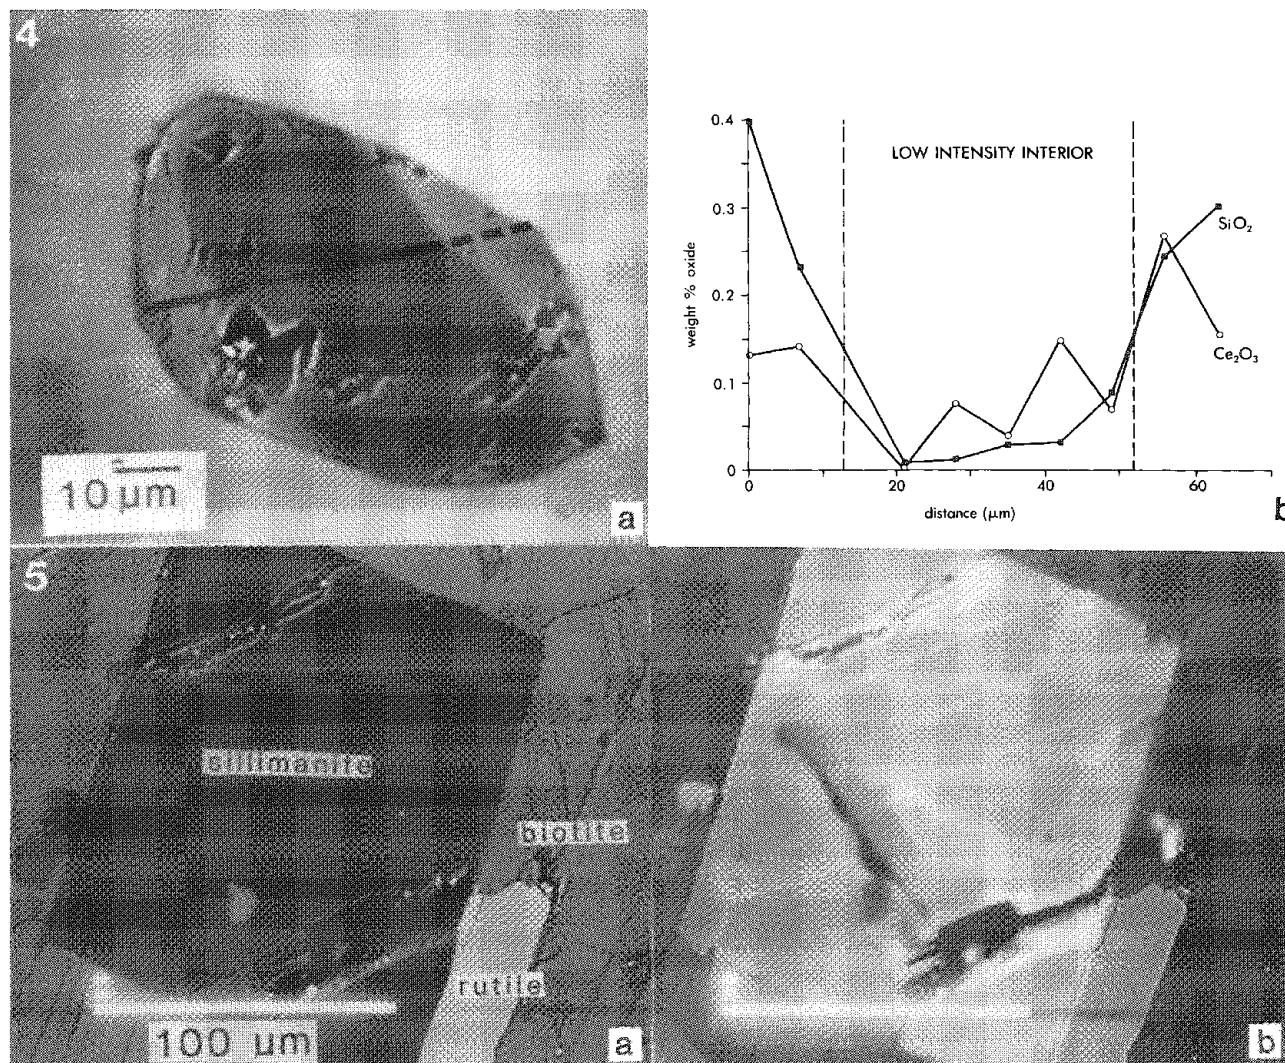 4
10 μm
a
0.4
0.3
0.2
0.1
0
weight % oxide
LOW INTENSITY INTERIOR
SiO₂
Ce₂O₃
0
20
40
60
distance (μm)
b
5
sillimanite
biotite
rutile
100 μm
a
b